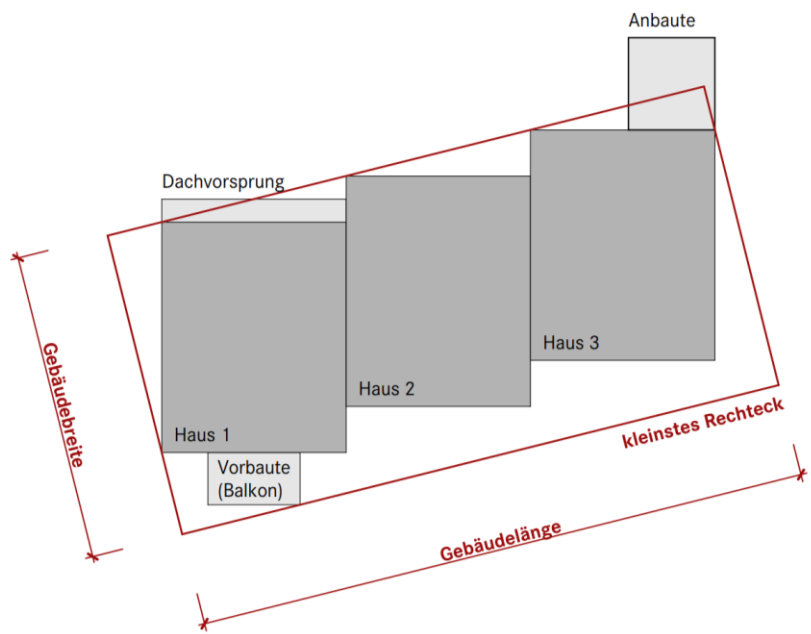 Anbaute
Dachvorsprung
Haus 3
Haus 2
Haus 1
Gebäudebreite
kleinstes Rechteck
Vorbaute
(Balkon)
Gebäudelänge